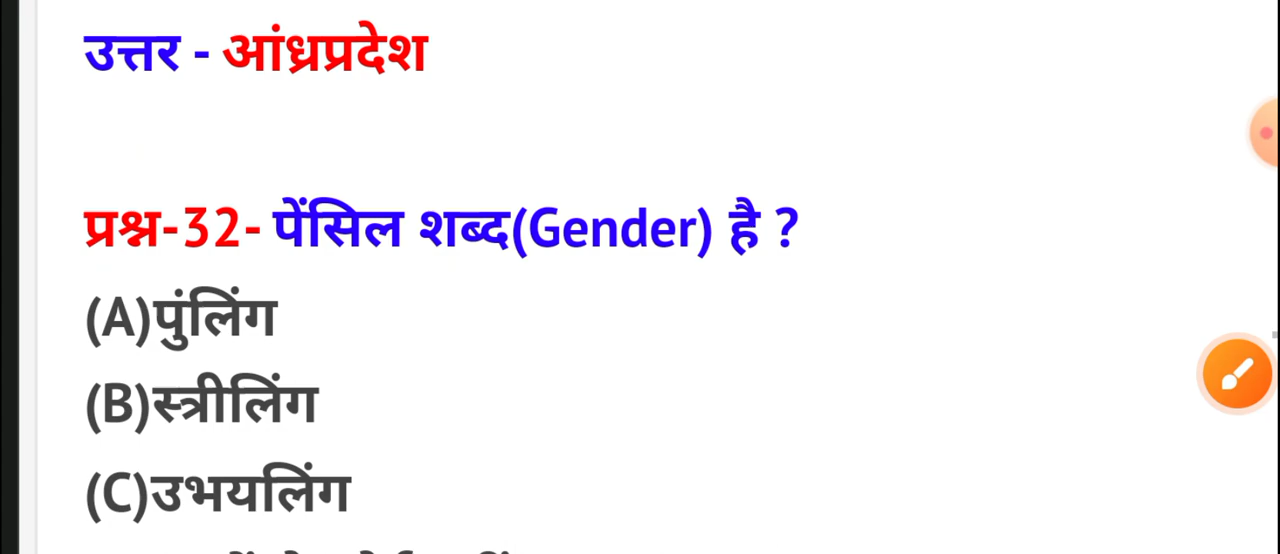 उत्तर - आंध्रप्रदेश
प्रश्न-32- पेंसिल शब्द(Gender) है ?
(A)पुंलिंग
(B)स्त्रीलिंग
(C)उभयलिंग